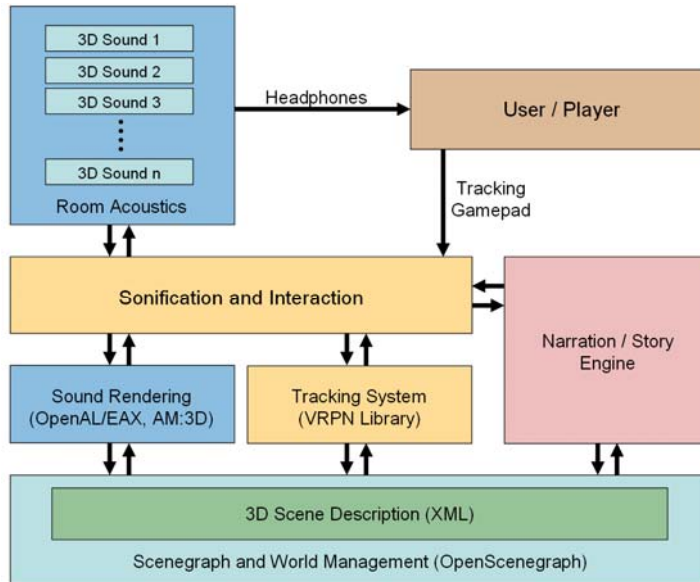 3D Sound 1
3D Sound 2
3D Sound 3
3D Sound n
Room Acoustics
Headphones
User / Player
Tracking
Gamepad
Sonification and Interaction
Narration / Story
Engine
Sound Rendering
(OpenAL/EAX, AM:3D)
Tracking System
(VRPN Library)
3D Scene Description (XML)
Scenegraph and World Management (OpenScenegraph)